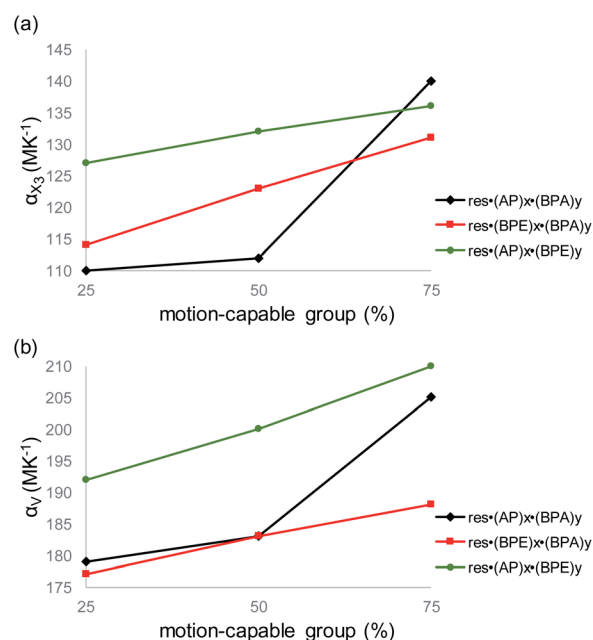 (a)
145
140
135
130
125
120
115
110
αX3 (MK-1)
25
50
75
motion-capable group (%)
res•(AP)x•(BPA)y
res•(BPE)x•(BPA)y
res•(AP)x•(BPE)y
(b)
210
205
200
195
190
185
180
175
αV (MK-1)
25
50
75
motion-capable group (%)
res•(AP)x•(BPA)y
res•(BPE)x•(BPA)y
res•(AP)x•(BPE)y